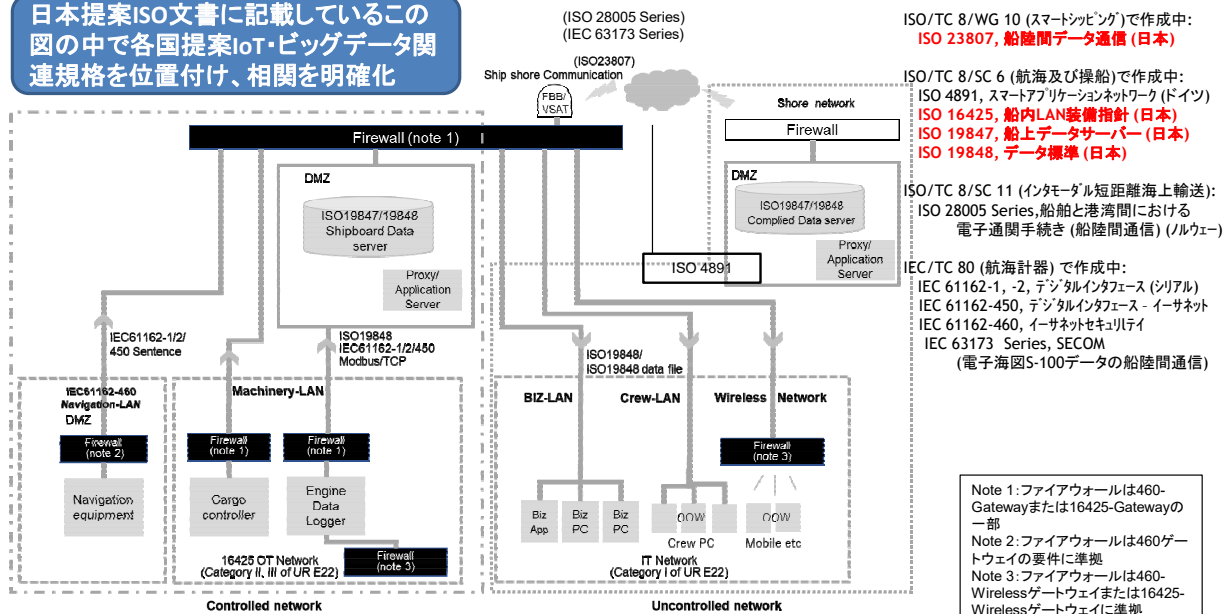 日本提案ISO文書に記載しているこの
図の中で各国提案IoT・ビッグデータ関
連規格を位置付け、相関を明確化
(ISO 28005 Series)
(IEC 63173 Series)
(ISO23807)
Ship shore Communication
FBB/
VSAT
Shore network
Firewall
DMZ
ISO19847/19848
Complied Data server
Proxy/
Application
Server
ISO 4891
Firewall (note 1)
DMZ
ISO19847/19848
Shipboard Data
server
Proxy/
Application
Server
IEC61162-1/2/
450 Sentence
ISO19848
IEC61162-1/2/450
Modbus/TCP
ISO19848/
ISO19848 data file
IEC61162-460
Navigation-LAN
DMZ
Firewall
(note 2)
Navigation
equipment
Machinery-LAN
Firewall
(note 1)
Firewall
(note 1)
Cargo
controller
Engine
Data
Logger
16425 OT Network
(Category II, III of UR E22)
Firewall
(note 3)
Controlled network
BIZ-LAN
Crew-LAN
Wireless Network
Firewall
(note 3)
Biz
App
Biz
PC
Biz
PC
OOW
Crew PC
OOW
Mobile etc
IT Network
(Category I of UR E22)
Uncontrolled network
ISO/TC 8/WG 10 (スマートシッピング)で作成中:
ISO 23807, 船陸間データ通信 (日本)
ISO/TC 8/SC 6 (航海及び操船)で作成中:
ISO 4891, スマートアプリケーションネットワーク (ドイツ)
ISO 16425, 船内LAN装備指針 (日本)
ISO 19847, 船上データサーバー (日本)
ISO 19848, データ標準 (日本)
ISO/TC 8/SC 11 (インタモーダル短距離海上輸送):
ISO 28005 Series,船舶と港湾間における
電子通関手続き (船陸間通信) (ノルウェー)
IEC/TC 80 (航海計器) で作成中:
IEC 61162-1, -2, デジタルインタフェース (シリアル)
IEC 61162-450, デジタルインタフェース - イーサネット
IEC 61162-460, イーサネットセキュリテイ
IEC 63173 Series, SECOM
(電子海図S-100データの船陸間通信)
Note 1:ファイアウォールは460-
Gatewayまたは16425-Gatewayの
一部
Note 2:ファイアウォールは460ゲー
トウェイの要件に準拠
Note 3:ファイアウォールは460-
Wirelessゲートウェイまたは16425-
Wirelessゲートウェイに準拠